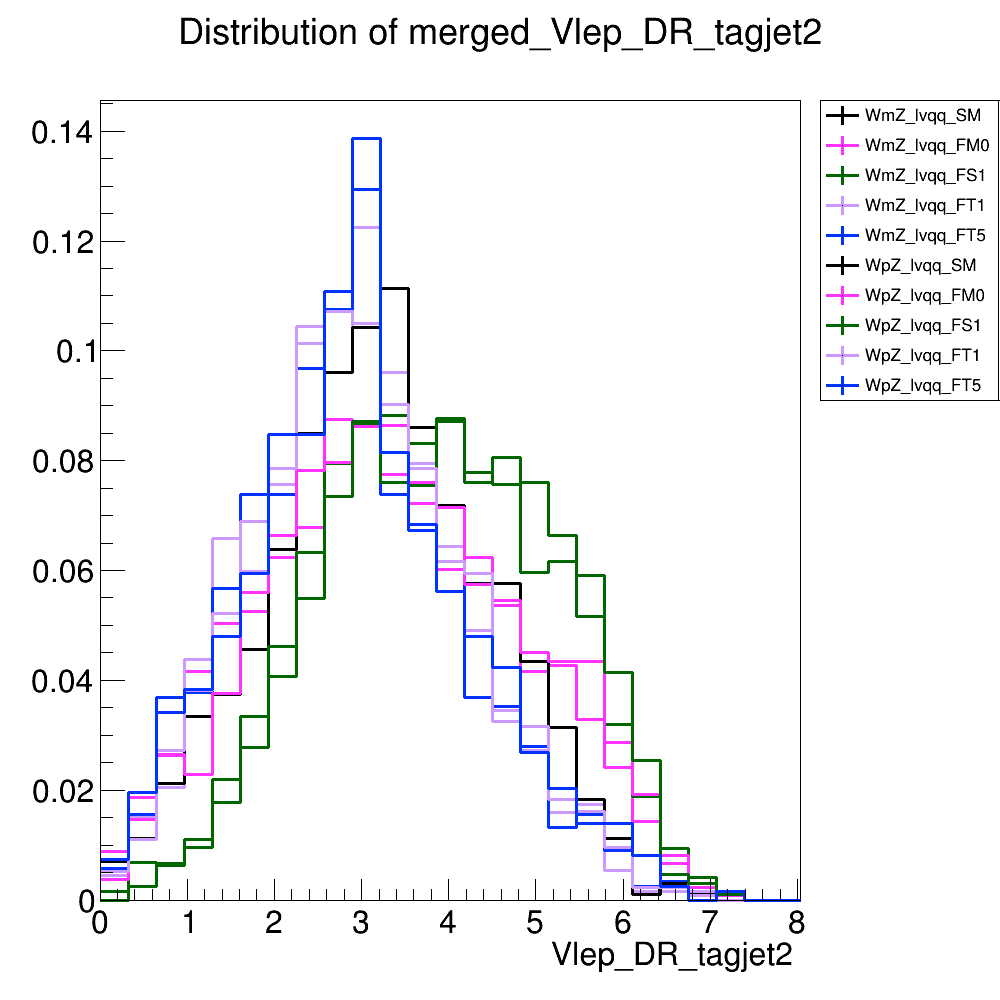 Distribution of merged_Vlep_DR_tagjet2
WmZ_lvqq_SM
WmZ_lvqq_FM0
WmZ_lvqq_FS1
WmZ_lvqq_FT1
WmZ_lvqq_FT5
WpZ_lvqq_SM
WpZ_lvqq_FM0
WpZ_lvqq_FS1
WpZ_lvqq_FT1
WpZ_lvqq_FT5
0.14
0.12
0.1
0.08
0.06
0.04
0.02
0
0 1 2 3 4 5 6 7 8
Vlep_DR_tagjet2